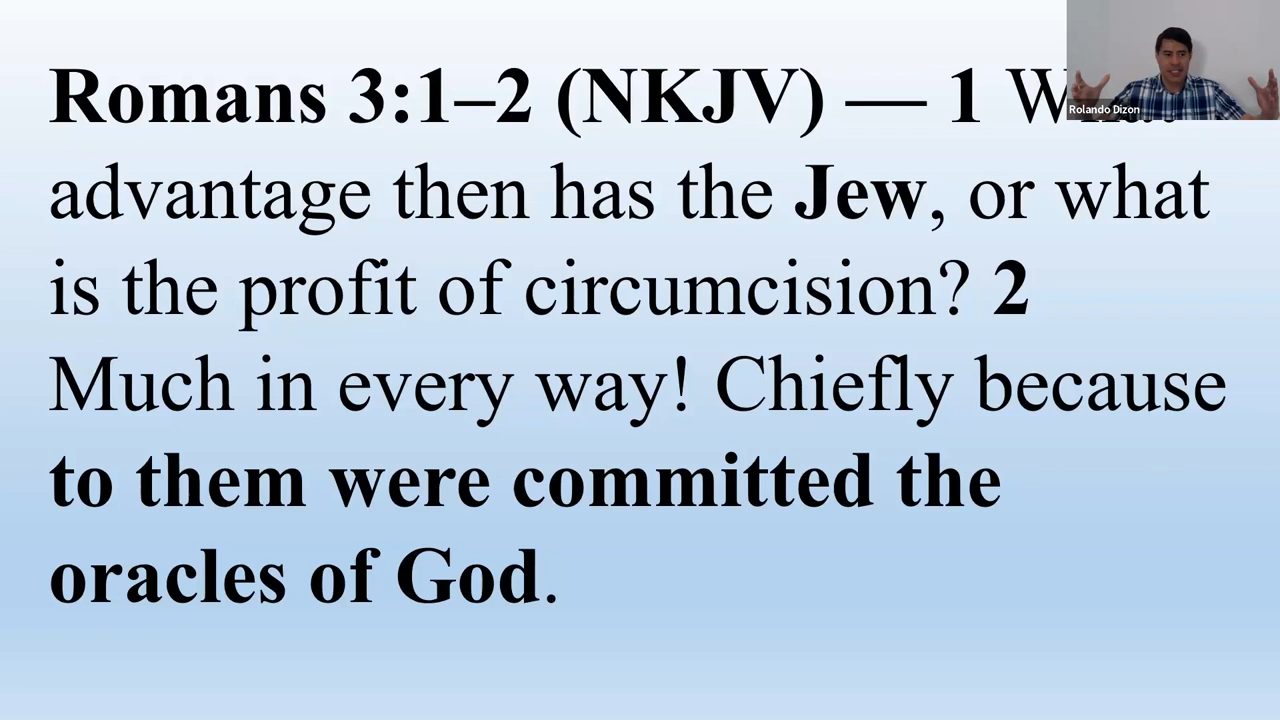 Romans 3:1–2 (NKJV) — 1
advantage then has the Jew, or what
is the profit of circumcision? 2
Much in every way! Chiefly because
to them were committed the
oracles of God.
Rolando Dizon